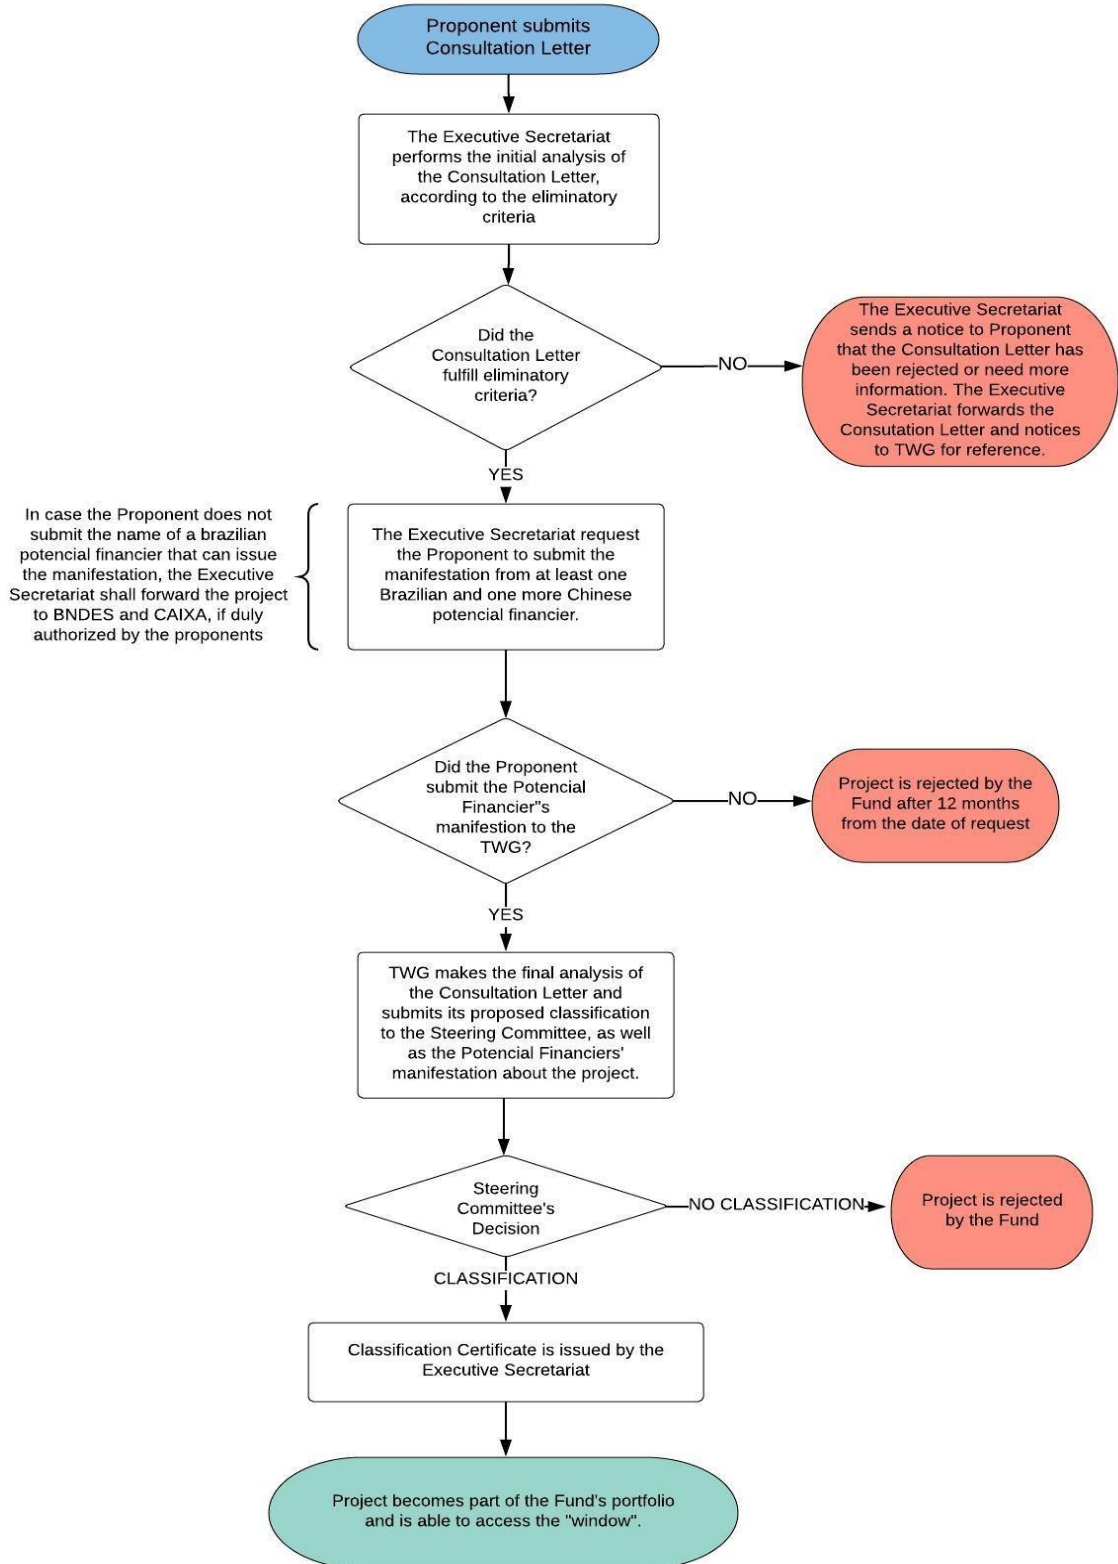 Proponent submits
Consultation Letter
The Executive Secretariat
performs the initial analysis of
the Consultation Letter,
according to the eliminatory
criteria
Did the
Consultation Letter
fulfill eliminatory
criteria?
NO
The Executive Secretariat
sends a notice to Proponent
that the Consultation Letter has
been rejected or need more
information. The Executive
Secretariat forwards the
Consutation Letter and notices
to TWG for reference.
YES
In case the Proponent does not
submit the name of a brazilian
potencial financier that can issue
the manifestation, the Executive
Secretariat shall forward the project
to BNDES and CAIXA, if duly
authorized by the proponents
The Executive Secretariat request
the Proponent to submit the
manifestation from at least one
Brazilian and one more Chinese
potencial financier.
Did the Proponent
submit the Potencial
Financier"s
manifestion to the
TWG?
NO
Project is rejected by the
Fund after 12 months
from the date of request
YES
TWG makes the final analysis of
the Consultation Letter and
submits its proposed classification
to the Steering Committee, as well
as the Potencial Financiers'
manifestation about the project.
Steering
Committee's
Decision
NO CLASSIFICATION
Project is rejected
by the Fund
CLASSIFICATION
Classification Certificate is issued by the
Executive Secretariat
Project becomes part of the Fund's portfolio
and is able to access the "window".